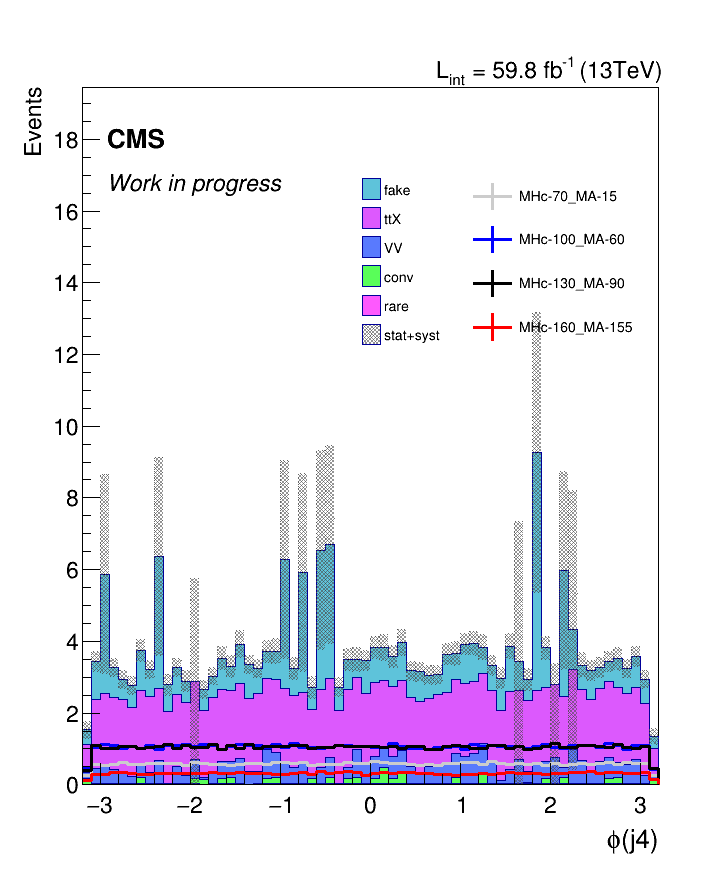 L_int = 59.8 fb^-1 (13TeV)
Events
CMS
Work in progress
fake
ttX
VV
conv
rare
stat+syst
MHc-70_MA-15
MHc-100_MA-60
MHc-130_MA-90
MHc-160_MA-155
18
16
14
12
10
8
6
4
2
0
−3 −2 −1 0 1 2 3
ϕ(j4)